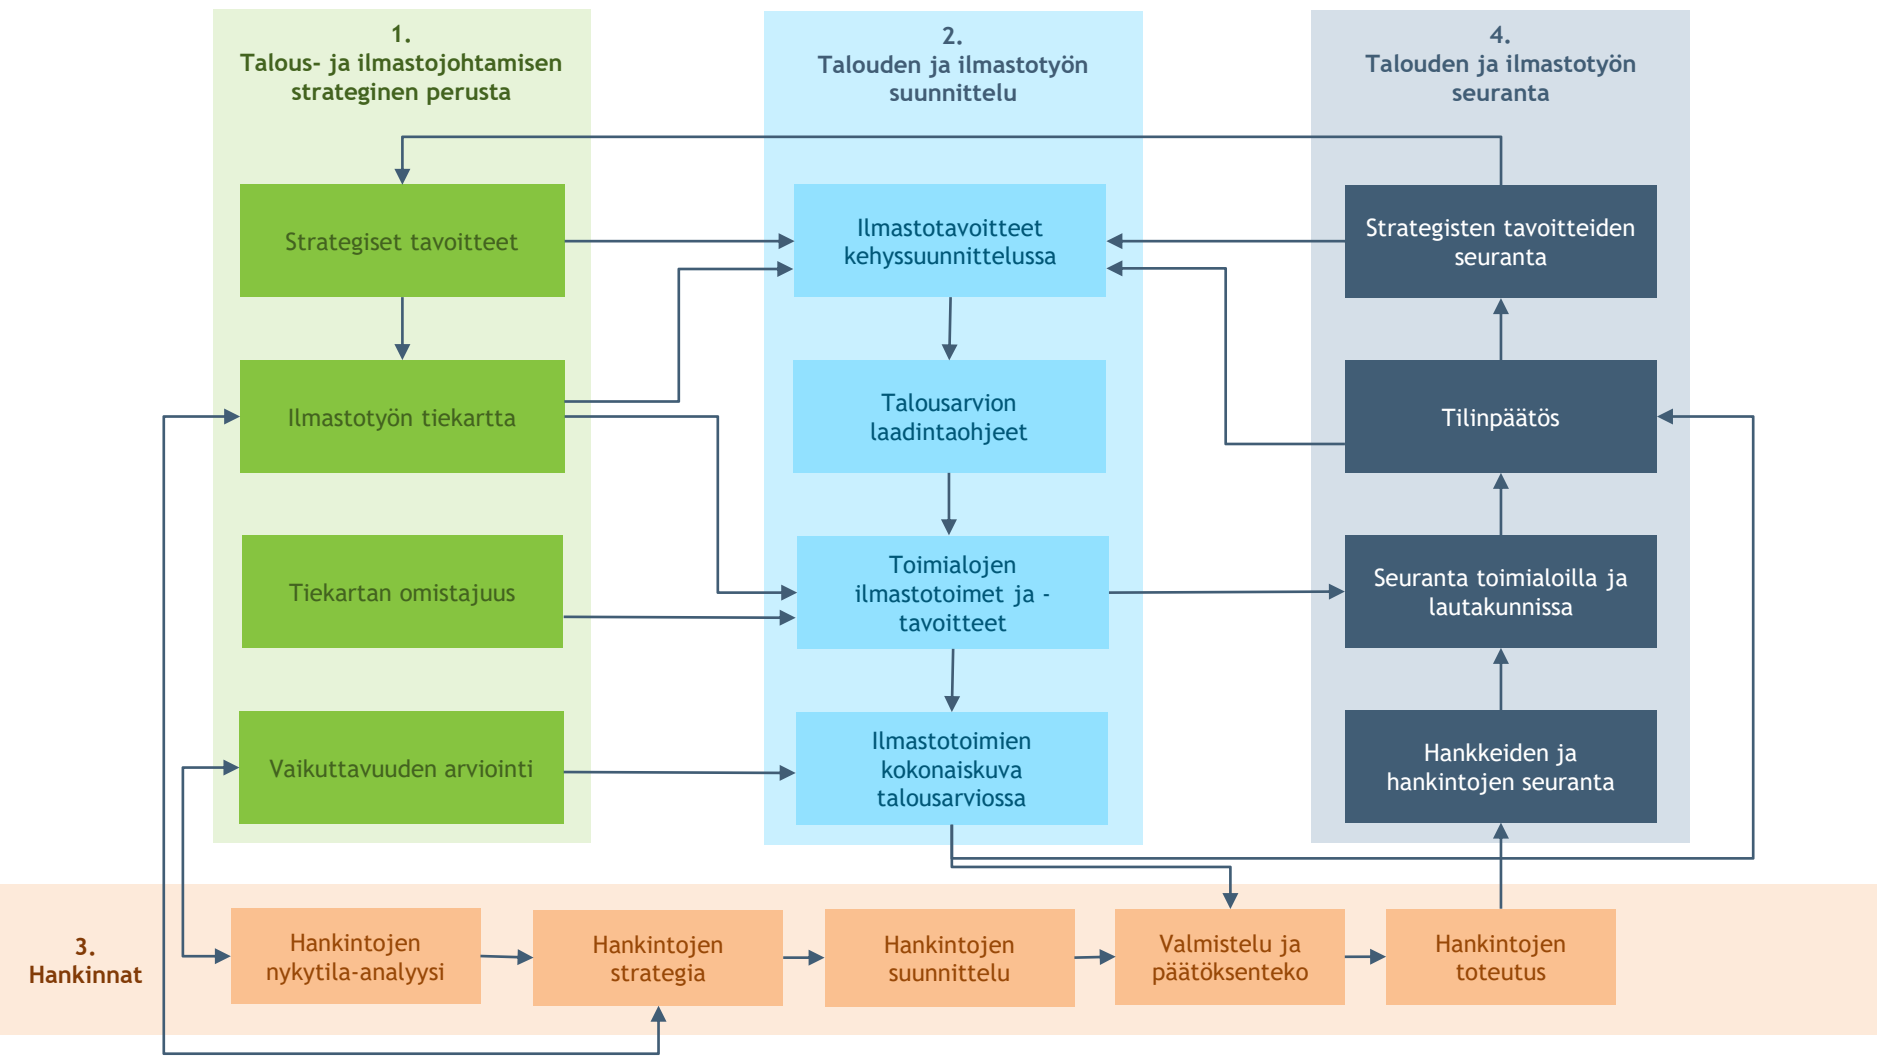 1.
Talous- ja ilmastojohtamisen
strateginen perusta
Strategiset tavoitteet
Ilmastotyön tiekartta
Tiekartan omistajuus
Vaikuttavuuden arviointi
2.
Talouden ja ilmastotyön
suunnittelu
Ilmastotavoitteet
kehyssuunnittelussa
Talousarvion
laadintaohjeet
Toimialojen
ilmastotoimet ja -
tavoitteet
Ilmastotoimien
kokonaiskuva
talousarviossa
4.
Talouden ja ilmastotyön
seuranta
Strategisten tavoitteiden
seuranta
Tilinpäätös
Seuranta toimialoilla ja
lautakunnissa
Hankkeiden ja
hankintojen seuranta
3.
Hankinnat
Hankintojen
nykytila-analyysi
Hankintojen
strategia
Hankintojen
suunnittelu
Valmistelu ja
päätöksenteko
Hankintojen
toteutus